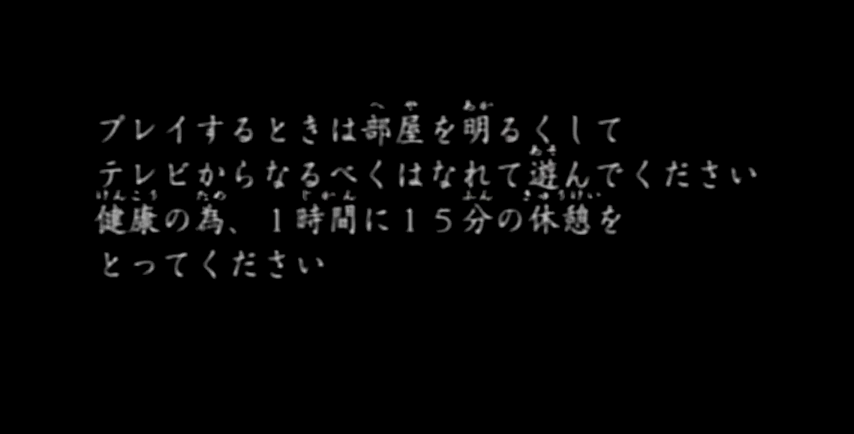 プレイするときは部屋を明るくして
テレビからなるべくはなれて遊んでください
健康の為、１時間に１５分の休憩を
とってください